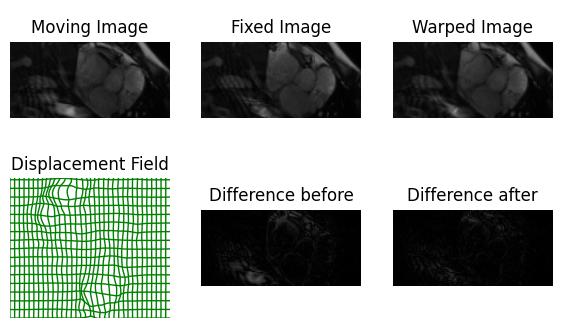 Moving Image
Fixed Image
Warped Image
Displacement Field
Difference before
Difference after